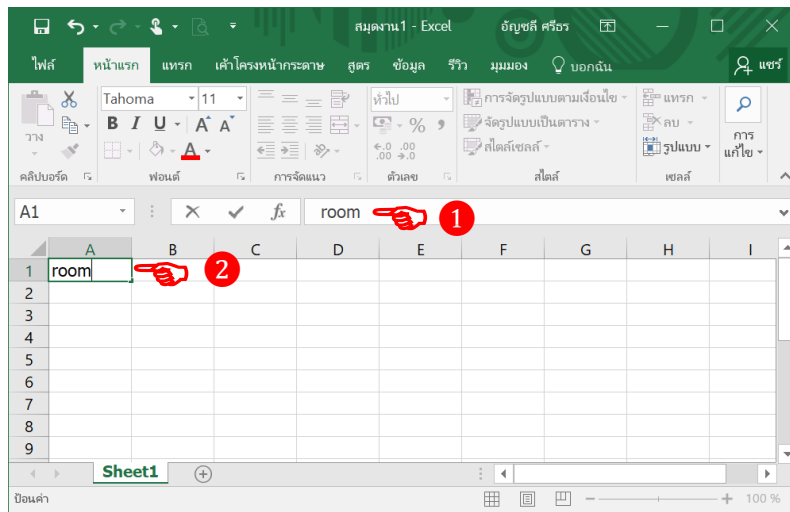 สมุดงาน1 - Excel อัญชลี ศรีธร
ไฟล์ หน้าแรก แทรก เค้าโครงหน้ากระดาษ สูตร ข้อมูล รีวิว มุมมอง บอกฉัน แชร์
วาง
Tahoma 11
B I U A A
A
ทั่วไป
% ,
.0 .00
.00 .0
การจัดรูปแบบตามเงื่อนไข
จัดรูปแบบเป็นตาราง
สไตล์เซลล์
แทรก
ลบ
รูปแบบ
การ
แก้ไข
คลิปบอร์ด ฟอนต์ การจัดแนว ตัวเลข สไตล์ เซลล์
A1 fx room 1
A B C D E F G H I
1 room 2
2
3
4
5
6
7
8
9
Sheet1
ป้อนค่า 100 %